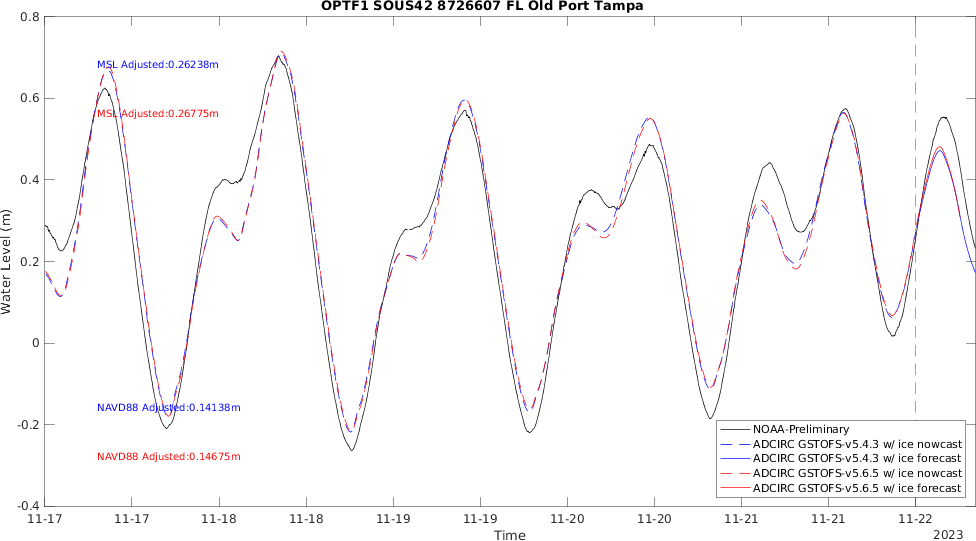 OPTF1 SOUS42 8726607 FL Old Port Tampa
0.8
0.6
0.4
0.2
0
-0.2
-0.4
Water Level (m)
MSL Adjusted:0.26238m
MSL Adjusted:0.26775m
NAVD88 Adjusted:0.14138m
NAVD88 Adjusted:0.14675m
NOAA-Preliminary
ADCIRC GSTOFS-v5.4.3 w/ ice nowcast
ADCIRC GSTOFS-v5.4.3 w/ ice forecast
ADCIRC GSTOFS-v5.6.5 w/ ice nowcast
ADCIRC GSTOFS-v5.6.5 w/ ice forecast
11-17 11-17 11-18 11-18 11-19 11-19 11-20 11-20 11-21 11-21 11-22
Time
2023